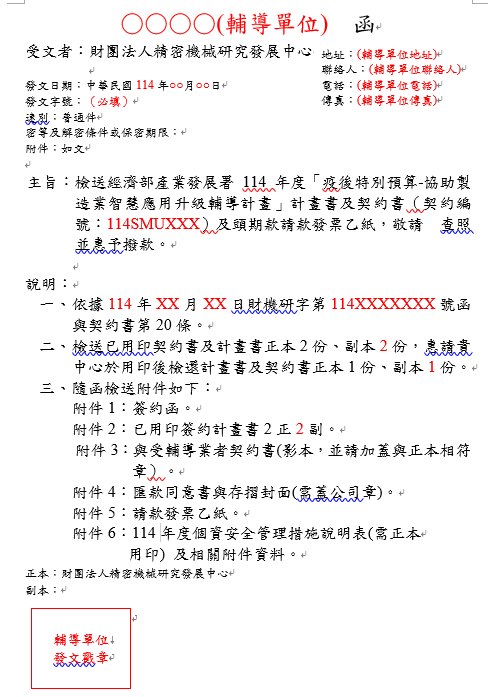 ○○○○(輔導單位)　函
受文者：財團法人精密機械研究發展中心
地址：(輔導單位地址)
聯絡人：(輔導單位聯絡人)
電話：(輔導單位電話)
傳真：(輔導單位傳真)
發文日期：中華民國 114 年○○月○○日
發文字號：（必填）
速別：普通件
密等及解密條件或保密期限：
附件：如文
主旨：檢送經濟部產業發展署 114 年度「疫後特別預算-協助製
造業智慧應用升級輔導計畫」計畫書及契約書（契約編
號：114SMUXXX）及頭期款請款發票乙紙，敬請　查照
並惠予撥款。
說明：
一、依據 114 年 XX 月 XX 日財機研字第 114XXXXXXX 號函
與契約書第 20 條。
二、檢送已用印契約書及計畫書正本 2 份、副本 2 份，惠請貴
中心於用印後檢還計畫書及契約書正本 1 份、副本 1 份。
三、隨函檢送附件如下：
附件 1：簽約函。
附件 2：已用印簽約計畫書 2 正 2 副。
附件 3：與受輔導業者契約書(影本，並請加蓋與正本相符
章）。
附件 4：匯款同意書與存摺封面(需蓋公司章)。
附件 5：請款發票乙紙。
附件 6：114 年度個資安全管理措施說明表(需正本
用印) 及相關附件資料。
正本：財團法人精密機械研究發展中心
副本：
輔導單位
發文戳章